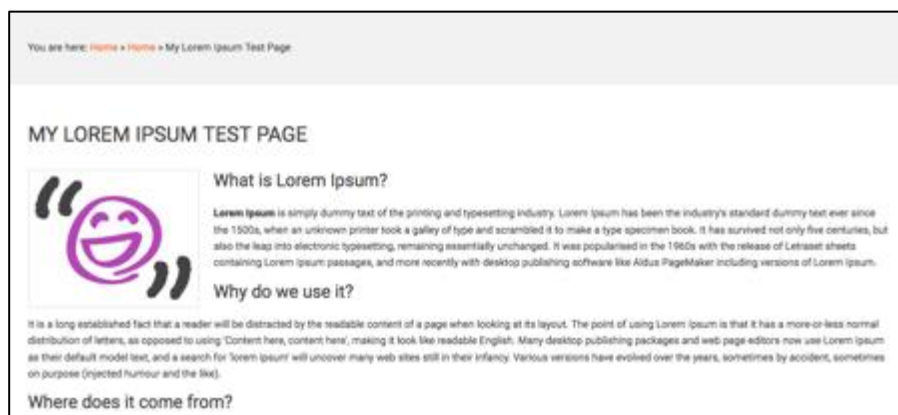 You are here: Home » Home » My Lorem Ipsum Test Page
MY LOREM IPSUM TEST PAGE
What is Lorem Ipsum?
Lorem Ipsum is simply dummy text of the printing and typesetting industry. Lorem Ipsum has been the industry's standard dummy text ever since
the 1500s, when an unknown printer took a galley of type and scrambled it to make a type specimen book. It has survived not only five centuries, but
also the leap into electronic typesetting, remaining essentially unchanged. It was popularised in the 1960s with the release of Letraset sheets
containing Lorem Ipsum passages, and more recently with desktop publishing software like Aldus PageMaker including versions of Lorem Ipsum.
Why do we use it?
It is a long established fact that a reader will be distracted by the readable content of a page when looking at its layout. The point of using Lorem Ipsum is that it has a more-or-less normal
distribution of letters, as opposed to using 'Content here, content here', making it look like readable English. Many desktop publishing packages and web page editors now use Lorem Ipsum
as their default model text, and a search for 'lorem ipsum' will uncover many web sites still in their infancy. Various versions have evolved over the years, sometimes by accident, sometimes
on purpose (injected humour and the like).
Where does it come from?